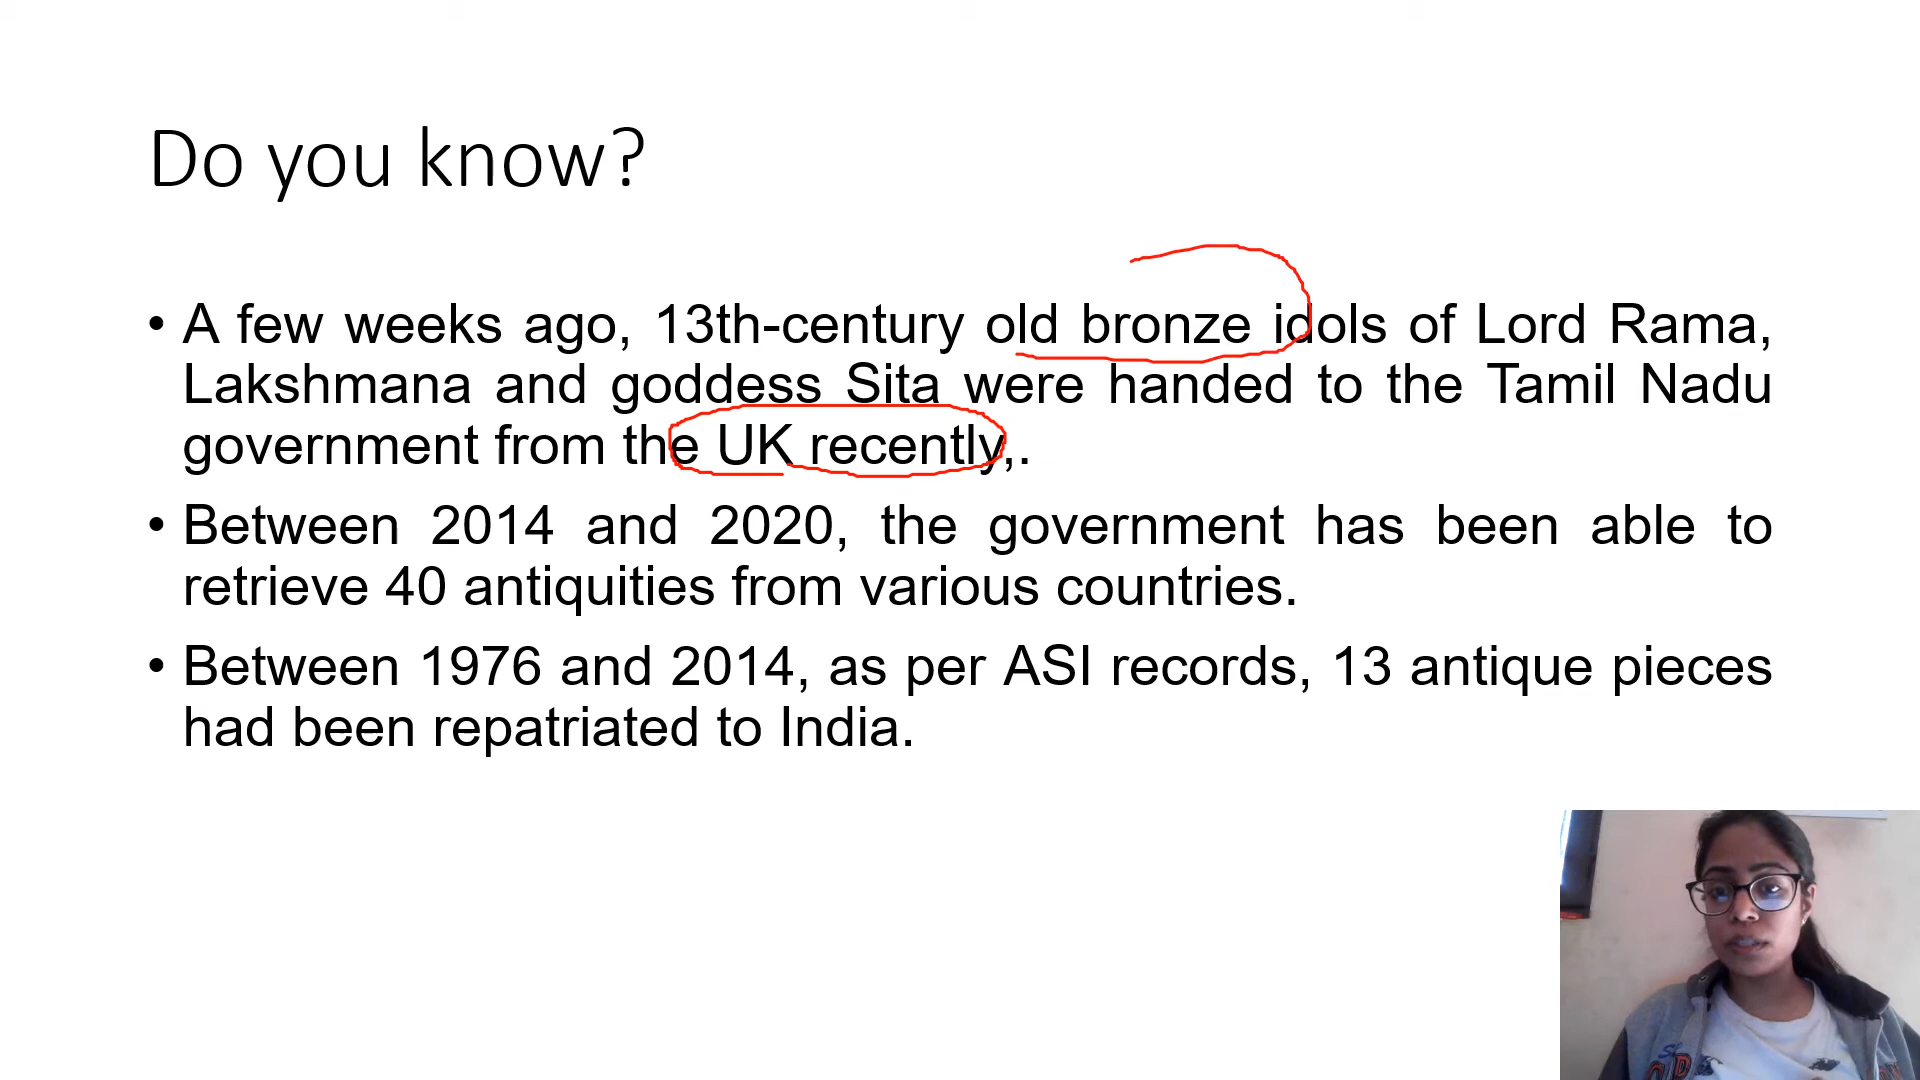 Do you know?
• A few weeks ago, 13th-century old bronze idols of Lord Rama,
Lakshmana and goddess Sita were handed to the Tamil Nadu
government from the UK recently,.
• Between 2014 and 2020, the government has been able to
retrieve 40 antiquities from various countries.
• Between 1976 and 2014, as per ASI records, 13 antique pieces
had been repatriated to India.